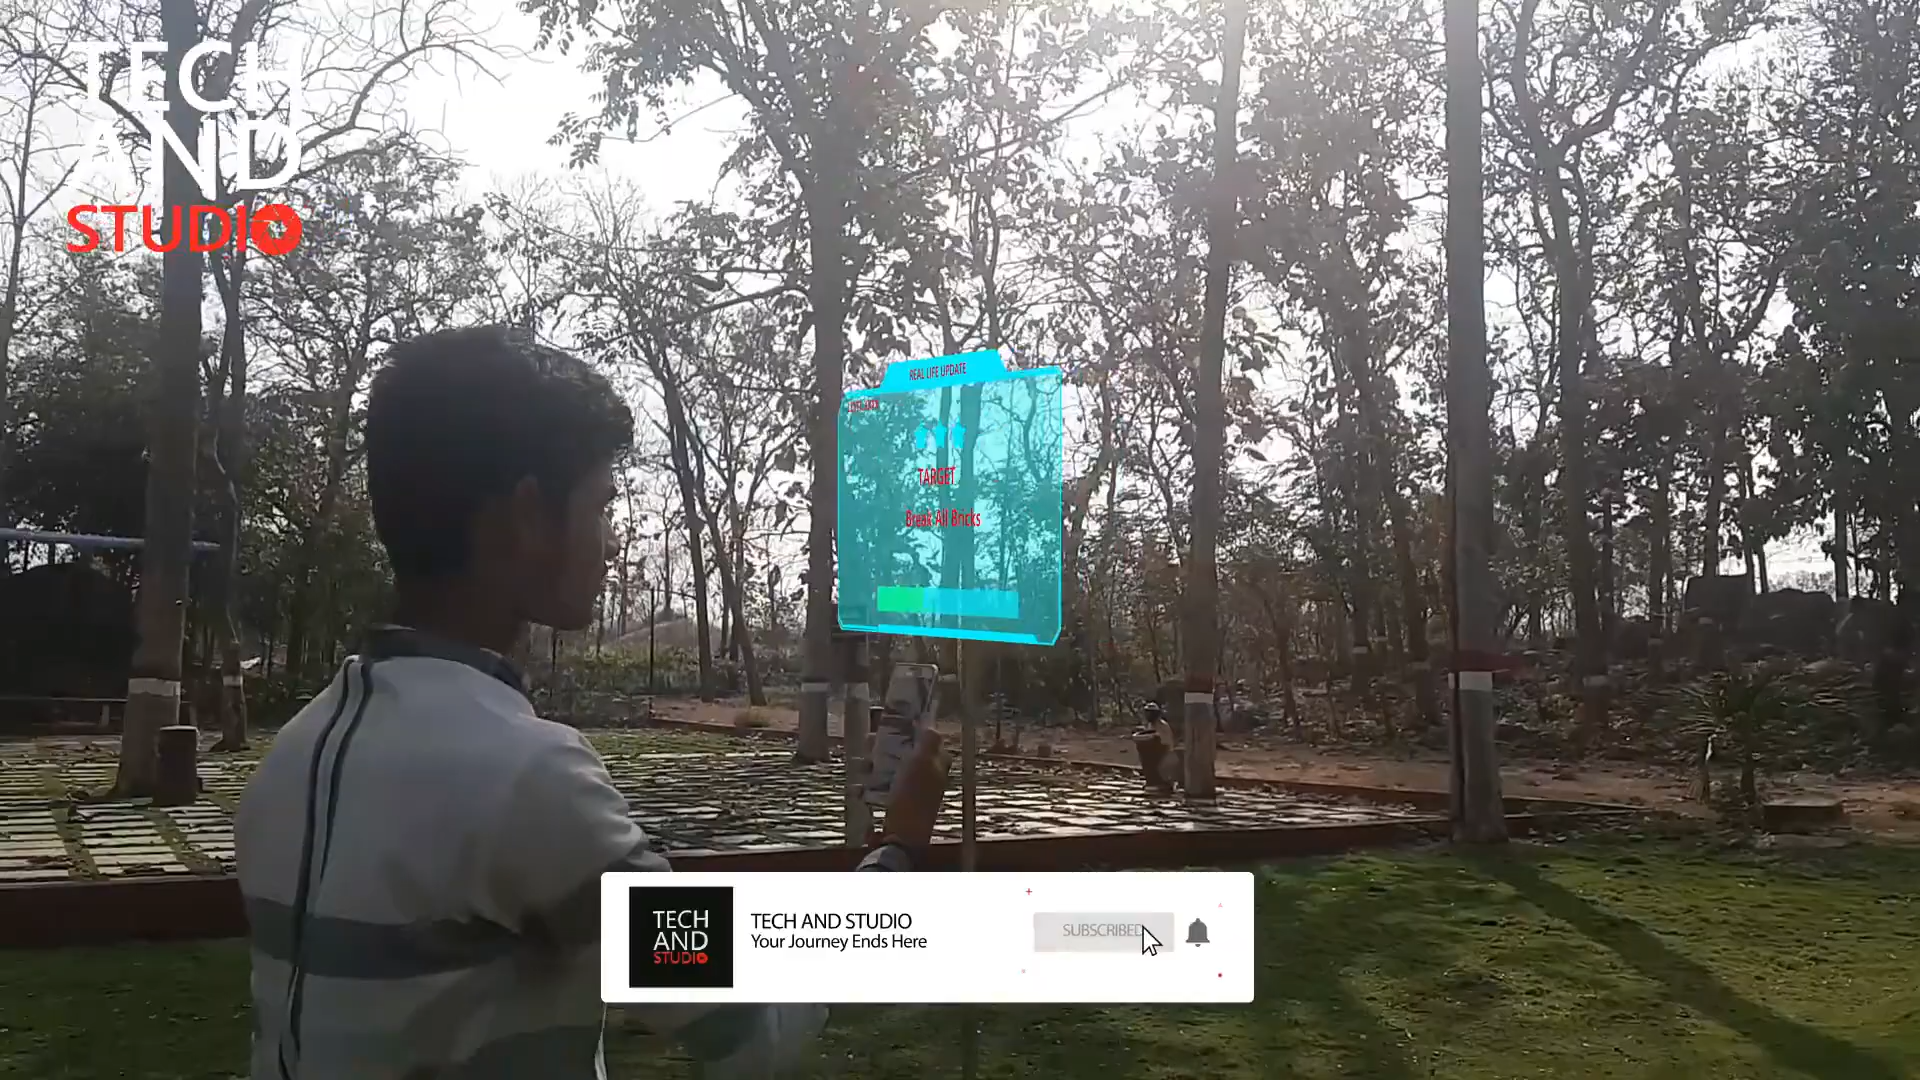 TECH
AND
STUDIO
REAL LIFE UPDATE
TARGET
Break All Bricks
TECH
AND
STUDIO
TECH AND STUDIO
Your Journey Ends Here
SUBSCRIBED